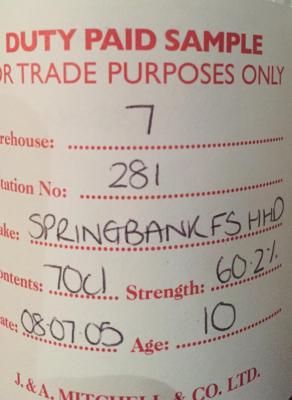 DUTY PAID SAMPLE
OR TRADE PURPOSES ONLY
rehouse: 7
tation No: 281
ake: SPRINGBANK FS HHD
ontents: 70cl Strength: 60.2%
ate: 08.07.05 Age: 10
J. & A. MITCHELL & CO. LTD.